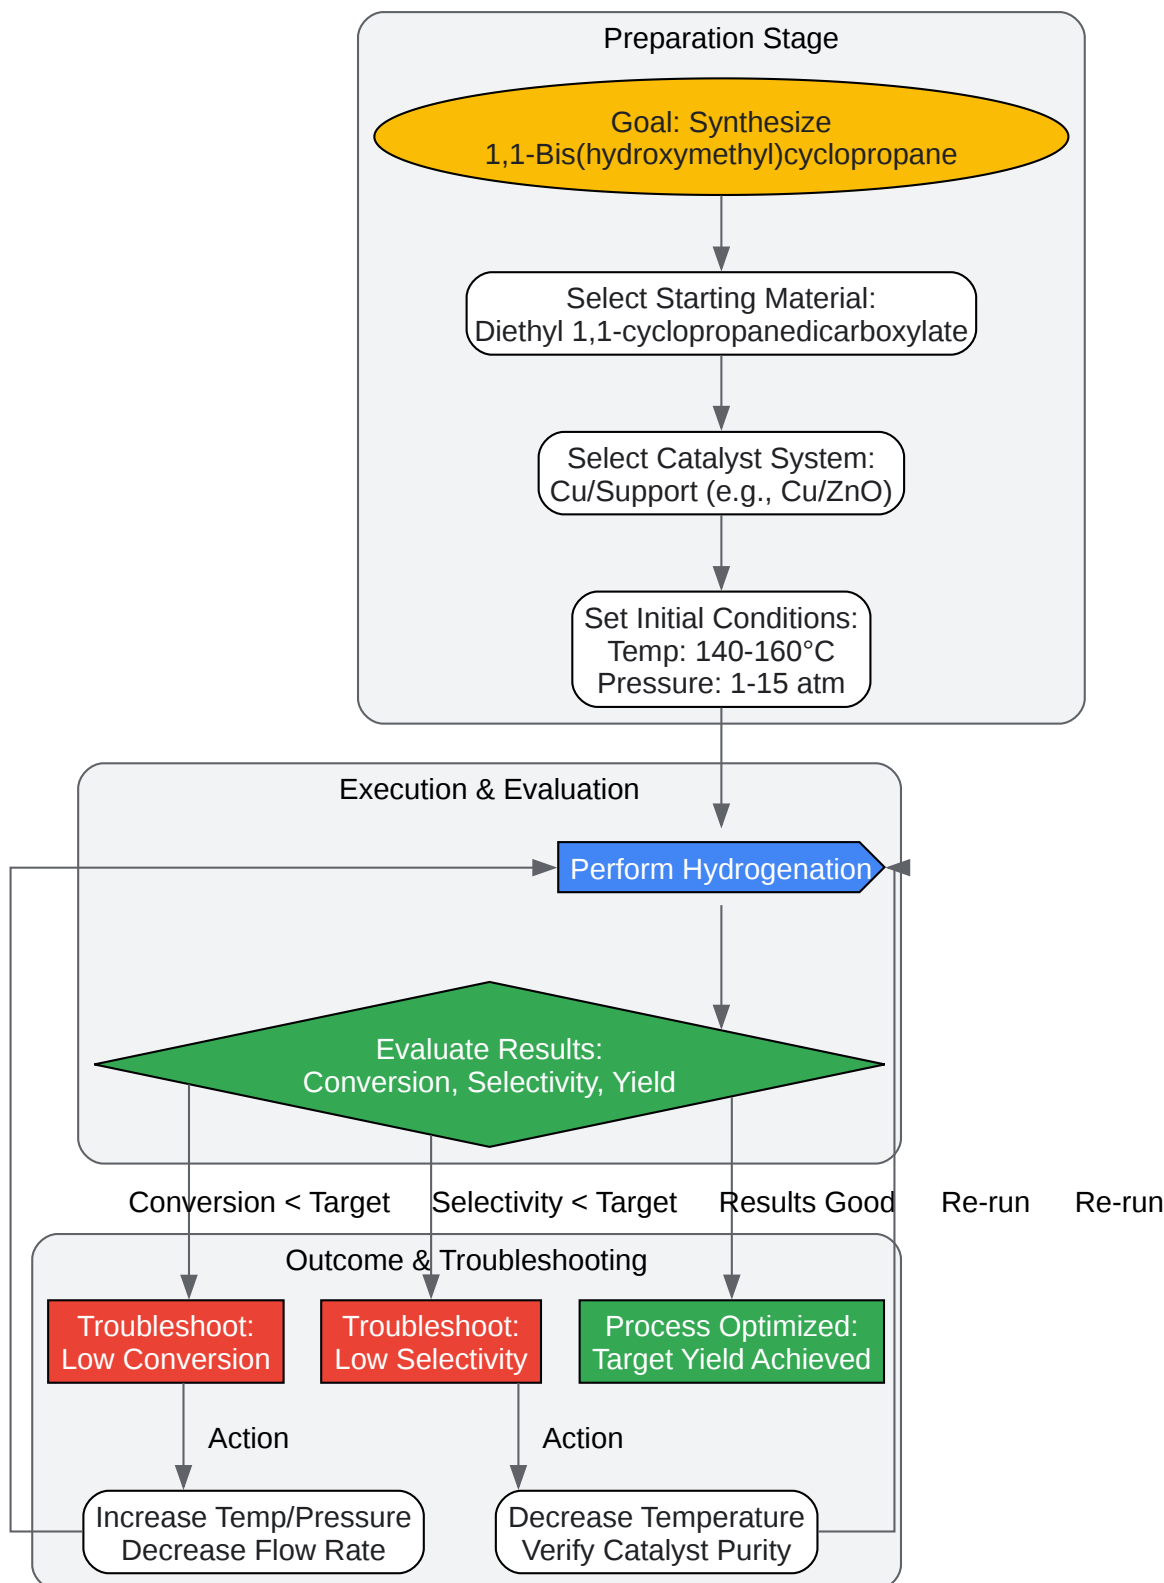 Preparation Stage
Goal: Synthesize
1,1-Bis(hydroxymethyl)cyclopropane
Select Starting Material:
Diethyl 1,1-cyclopropanedicarboxylate
Select Catalyst System:
Cu/Support (e.g., Cu/ZnO)
Set Initial Conditions:
Temp: 140-160°C
Pressure: 1-15 atm
Execution & Evaluation
Perform Hydrogenation
Evaluate Results:
Conversion, Selectivity, Yield
Conversion < Target
Selectivity < Target
Results Good
Re-run
Re-run
Outcome & Troubleshooting
Troubleshoot:
Low Conversion
Troubleshoot:
Low Selectivity
Process Optimized:
Target Yield Achieved
Action
Action
Increase Temp/Pressure
Decrease Flow Rate
Decrease Temperature
Verify Catalyst Purity